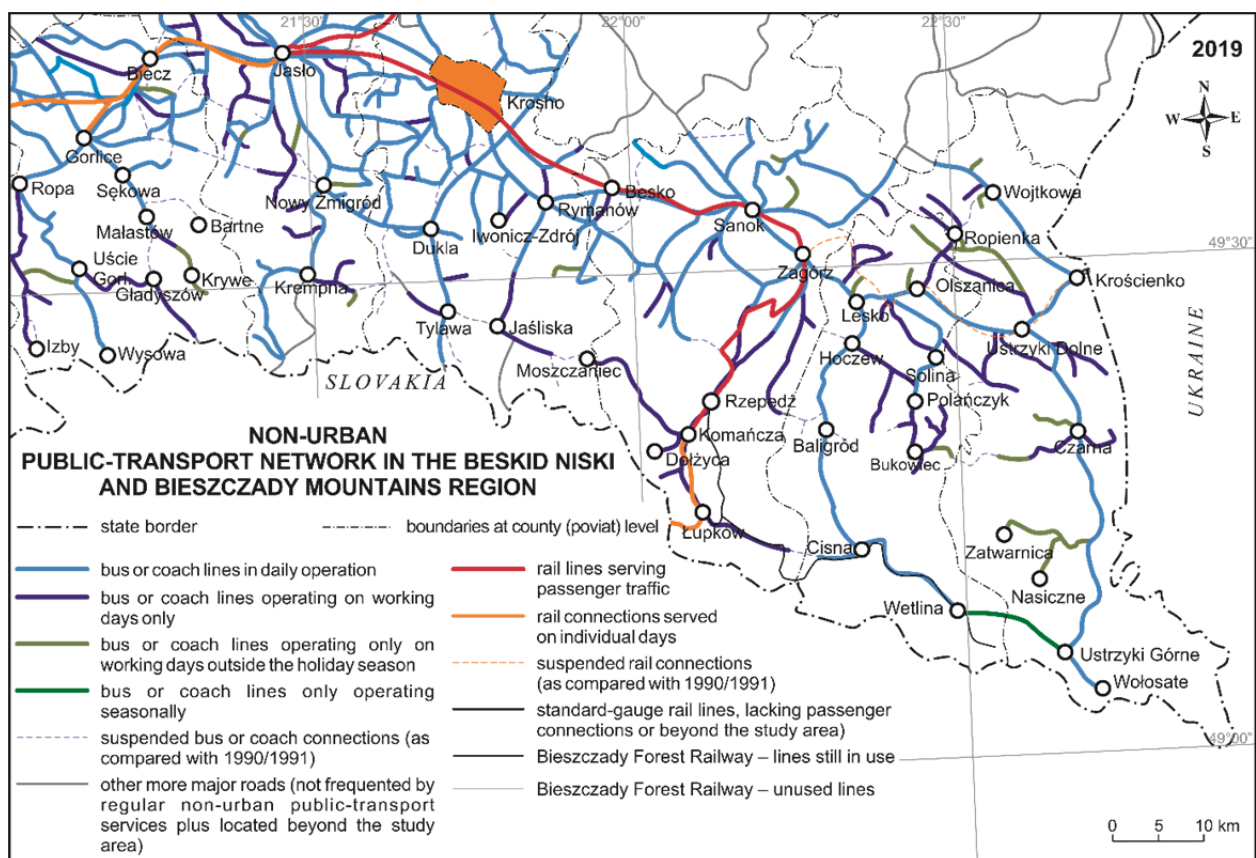 21°30"
22°00"
22°30"
2019
N
W E
S
Biecz
Jasło
Krosho
Gorlice
Ropa
Sękowa
Nowy Żmigród
Besko
Wojtkowa
Rymanów
Małastów
Bartne
Iwonicz-Zdrój
Sanok
Ropienka
Dukla
49°30"
Uście
Gorl.
Zagórz
Krościenko
Gładyszów
Krywe
Krempna
Olszanica
Lesko
Tylawa
Jaśliska
Ustrzyki Dolne
Izby
Wysowa
Hoczew
Solina
Moszczaniec
SLOVAKIA
UKRAINE
Rzepedź
Polańczyk
Komańcza
Baligród
Czarna
Dołżyca
Bukowiec
NON-URBAN
PUBLIC-TRANSPORT NETWORK IN THE BESKID NISKI
AND BIESZCZADY MOUNTAINS REGION
Łupków
Cisna
Zatwarnica
Nasiczne
Wetlina
Ustrzyki Górne
Wołosate
49°00"
state border
boundaries at county (poviat) level
bus or coach lines in daily operation
bus or coach lines operating on working
days only
bus or coach lines operating only on
working days outside the holiday season
bus or coach lines only operating
seasonally
suspended bus or coach connections (as
compared with 1990/1991)
other more major roads (not frequented by
regular non-urban public-transport
services plus located beyond the study
area)
rail lines serving
passenger traffic
rail connections served
on individual days
suspended rail connections
(as compared with 1990/1991)
standard-gauge rail lines, lacking passenger
connections or beyond the study area)
Bieszczady Forest Railway – lines still in use
Bieszczady Forest Railway – unused lines
0 5 10 km